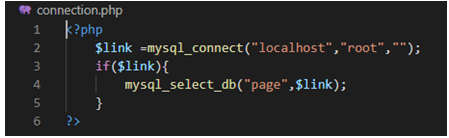 connection.php
1 <?php
2 $link =mysql_connect("localhost","root","");
3 if($link){
4 mysql_select_db("page",$link);
5 }
6 ?>